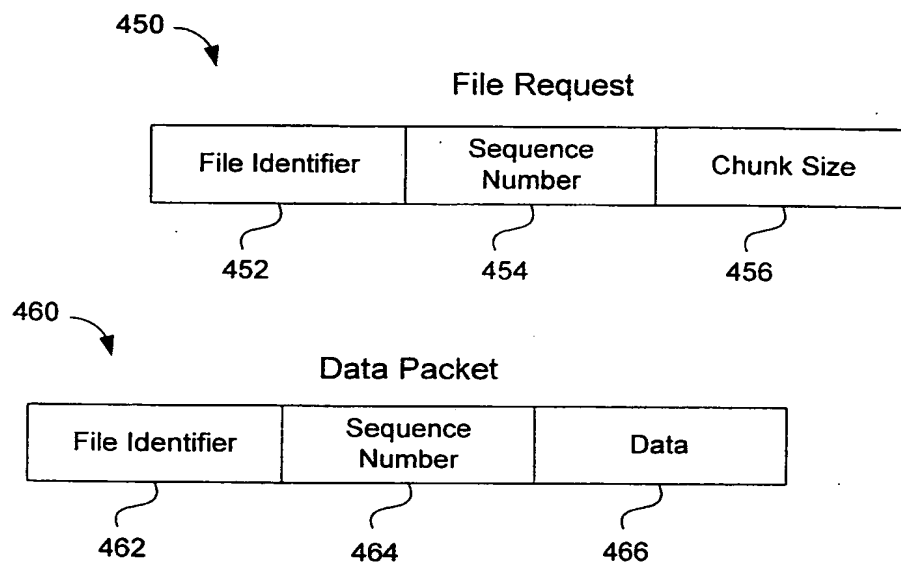 450
File Request
File Identifier
Sequence
Number
Chunk Size
452
454
456
460
Data Packet
File Identifier
Sequence
Number
Data
462
464
466